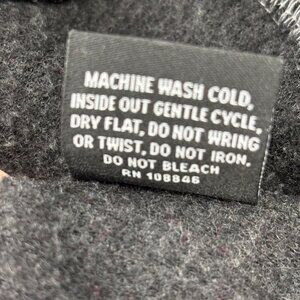 MACHINE WASH COLD,
INSIDE OUT GENTLE CYCLE,
DRY FLAT, DO NOT WRING
OR TWIST, DO NOT IRON.
DO NOT BLEACH
RN 108846